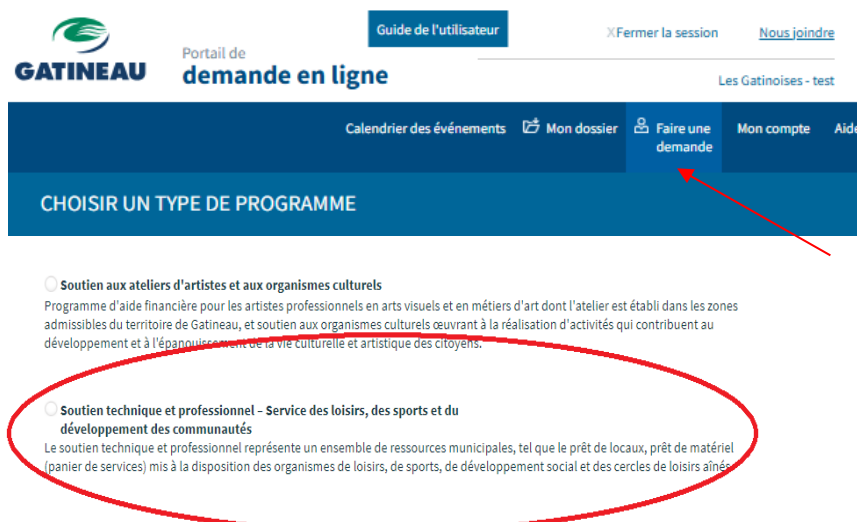 Guide de l'utilisateur
XFermer la session
Nous joindre
GATINEAU
Portail de
demande en ligne
Les Gatinoises - test
Calendrier des événements
Mon dossier
Faire une
demande
Mon compte
Aide
CHOISIR UN TYPE DE PROGRAMME
Soutien aux ateliers d'artistes et aux organismes culturels
Programme d'aide financière pour les artistes professionnels en arts visuels et en métiers d'art dont l'atelier est établi dans les zones
admissibles du territoire de Gatineau, et soutien aux organismes culturels œuvrant à la réalisation d'activités qui contribuent au
développement et à l'épanouissement de la vie culturelle et artistique des citoyens.
Soutien technique et professionnel – Service des loisirs, des sports et du
développement des communautés
Le soutien technique et professionnel représente un ensemble de ressources municipales, tel que le prêt de locaux, prêt de matériel
(panier de services) mis à la disposition des organismes de loisirs, de sports, de développement social et des cercles de loisirs aînés